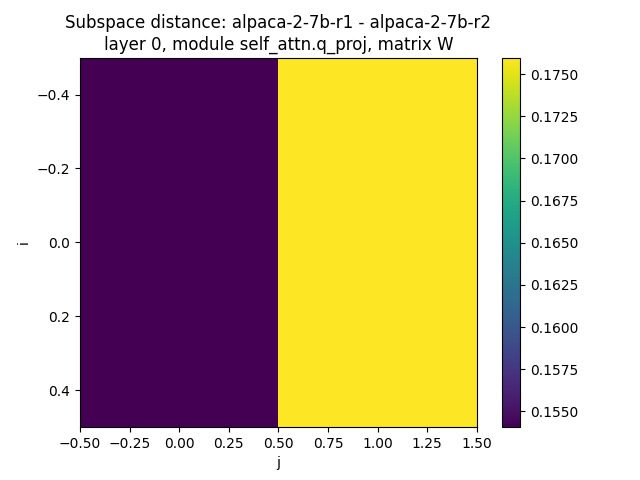 Subspace distance: alpaca-2-7b-r1 - alpaca-2-7b-r2
layer 0, module self_attn.q_proj, matrix W
−0.4
−0.2
0.0
0.2
0.4
i
−0.50 −0.25 0.00 0.25 0.50 0.75 1.00 1.25 1.50
j
0.1750
0.1725
0.1700
0.1675
0.1650
0.1625
0.1600
0.1575
0.1550